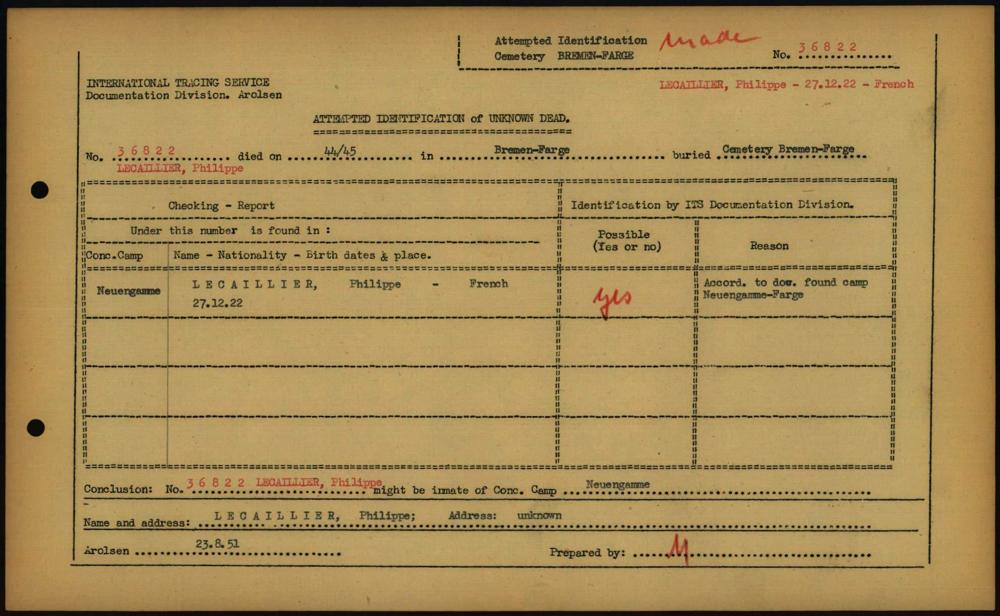 Attempted Identification made
Cemetery BREMEN-FARGE No. 36822
INTERNATIONAL TRACING SERVICE
Documentation Division. Arolsen
LECAILLIER, Philippe - 27.12.22 - French
ATTEMPTED IDENTIFICATION of UNKNOWN DEAD.
No. 36822 died on 44/45 in Bremen-Farge buried Cemetery Bremen-Farge
LECAILLIER, Philippe
Checking - Report
Identification by ITS Documentation Division.
Under this number is found in :
Possible
(Yes or no)
Reason
Conc.Camp
Name - Nationality - Birth dates & place.
Neuengamme
LECAILLIER, Philippe - French
27.12.22
yes
Accord. to doc. found camp
Neuengamme-Farge
Conclusion: No. 36822 LECAILLIER, Philippe might be inmate of Conc. Camp Neuengamme
Name and address: LECAILLIER, Philippe; Address: unknown
Arolsen 23.8.51 Prepared by: